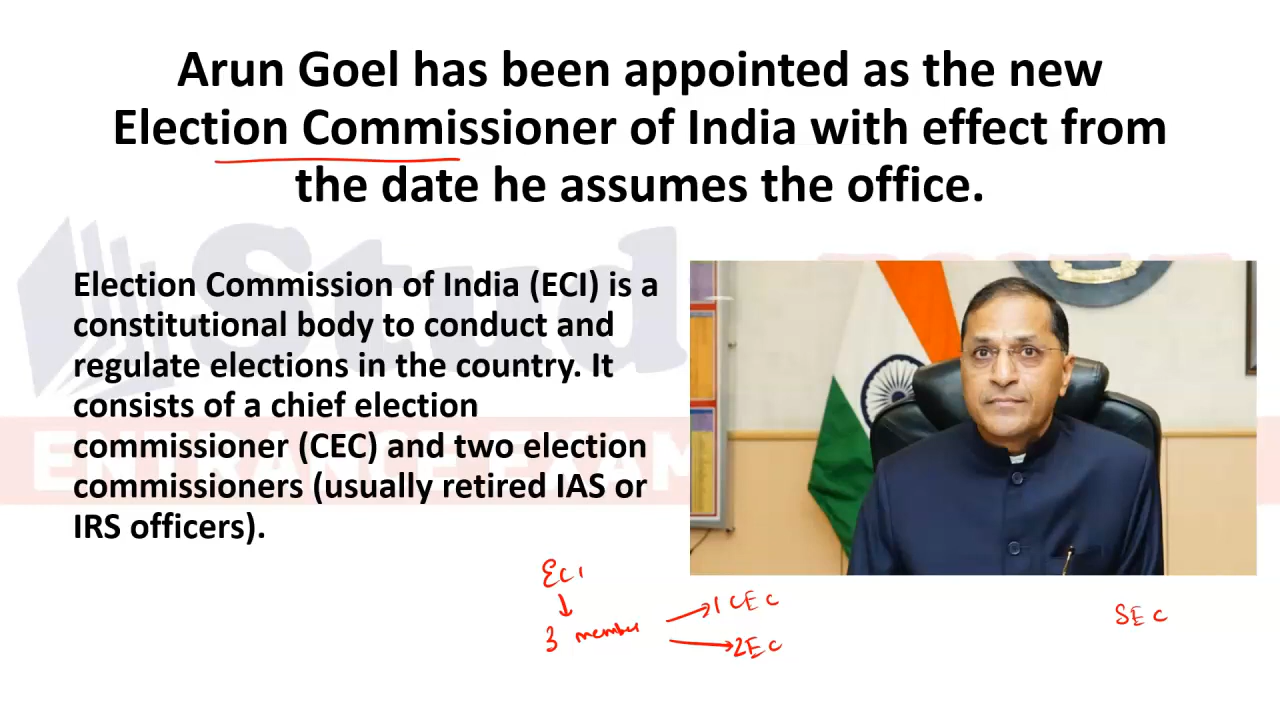 Arun Goel has been appointed as the new
Election Commissioner of India with effect from
the date he assumes the office.
Election Commission of India (ECI) is a
constitutional body to conduct and
regulate elections in the country. It
consists of a chief election
commissioner (CEC) and two election
commissioners (usually retired IAS or
IRS officers).
ECI
3 member
1 CEC
2EC
SEC
Stud
ENTRANCE EXAM